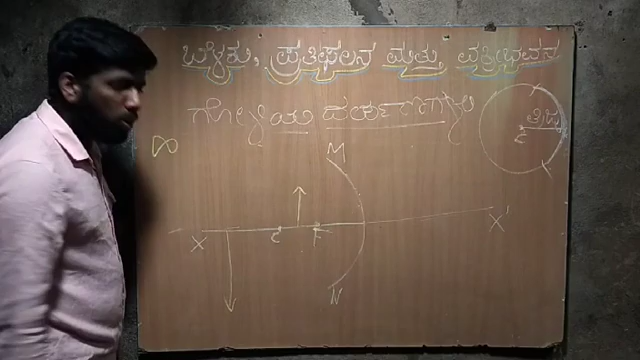 ಬೆಳಕು, ಪ್ರತಿಫಲನ ಮತ್ತು ವಕ್ರೀಭವನ
ಗೋಳೀಯ ದರ್ಪಣಗಳು
ತ್ರಿಜ್ಯ
C
∞
M
X C F X'
N